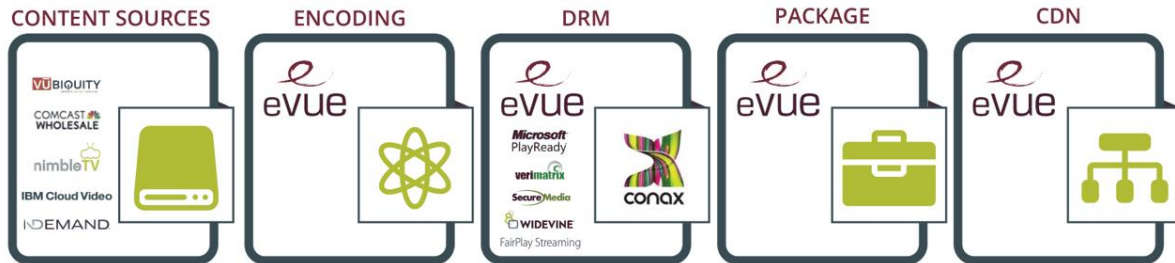 CONTENT SOURCES
VUBIQUITY
COMCAST
WHOLESALE
nimbleTV
IBM Cloud Video
iNDEMAND
ENCODING
eVUe
DRM
eVUe
Microsoft
PlayReady
verimatrix
SecureMedia
WIDEVINE
FairPlay Streaming
conax
PACKAGE
eVUe
CDN
eVUe